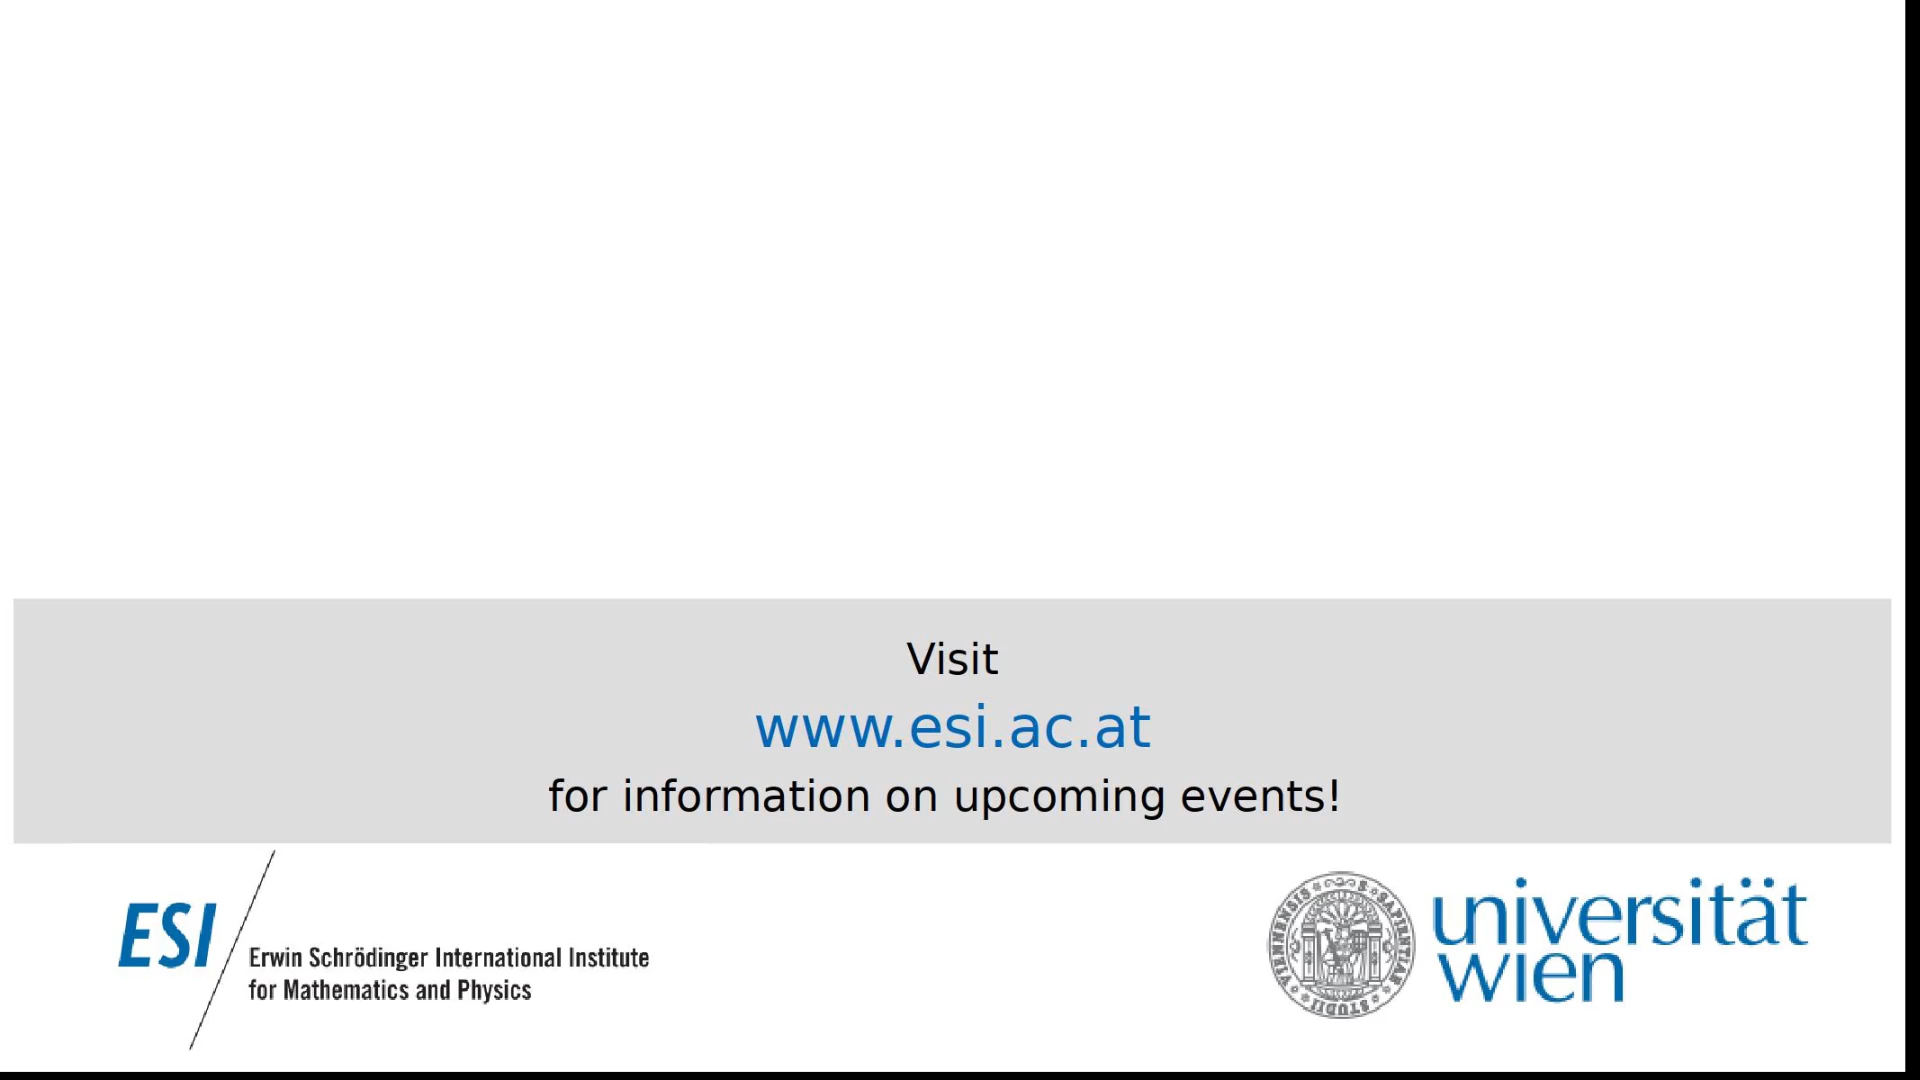 Visit
www.esi.ac.at
for information on upcoming events!
ESI
Erwin Schrödinger International Institute
for Mathematics and Physics
universität
wien